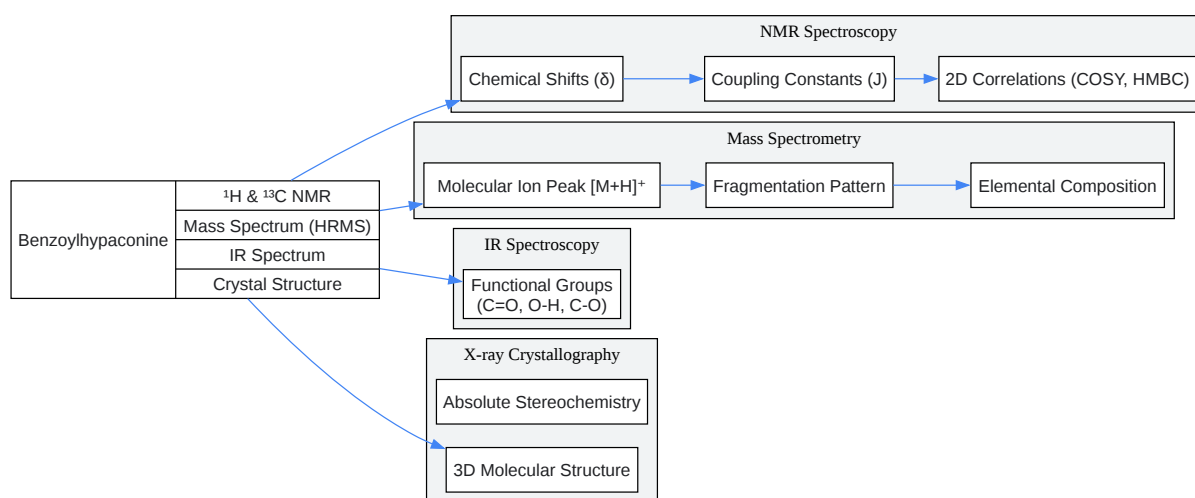 NMR Spectroscopy
Chemical Shifts (δ)
Coupling Constants (J)
2D Correlations (COSY, HMBC)
Mass Spectrometry
Molecular Ion Peak [M+H]⁺
Fragmentation Pattern
Elemental Composition
Benzoylhypaconine
¹H & ¹³C NMR
Mass Spectrum (HRMS)
IR Spectrum
Crystal Structure
IR Spectroscopy
Functional Groups
(C=O, O-H, C-O)
X-ray Crystallography
Absolute Stereochemistry
3D Molecular Structure